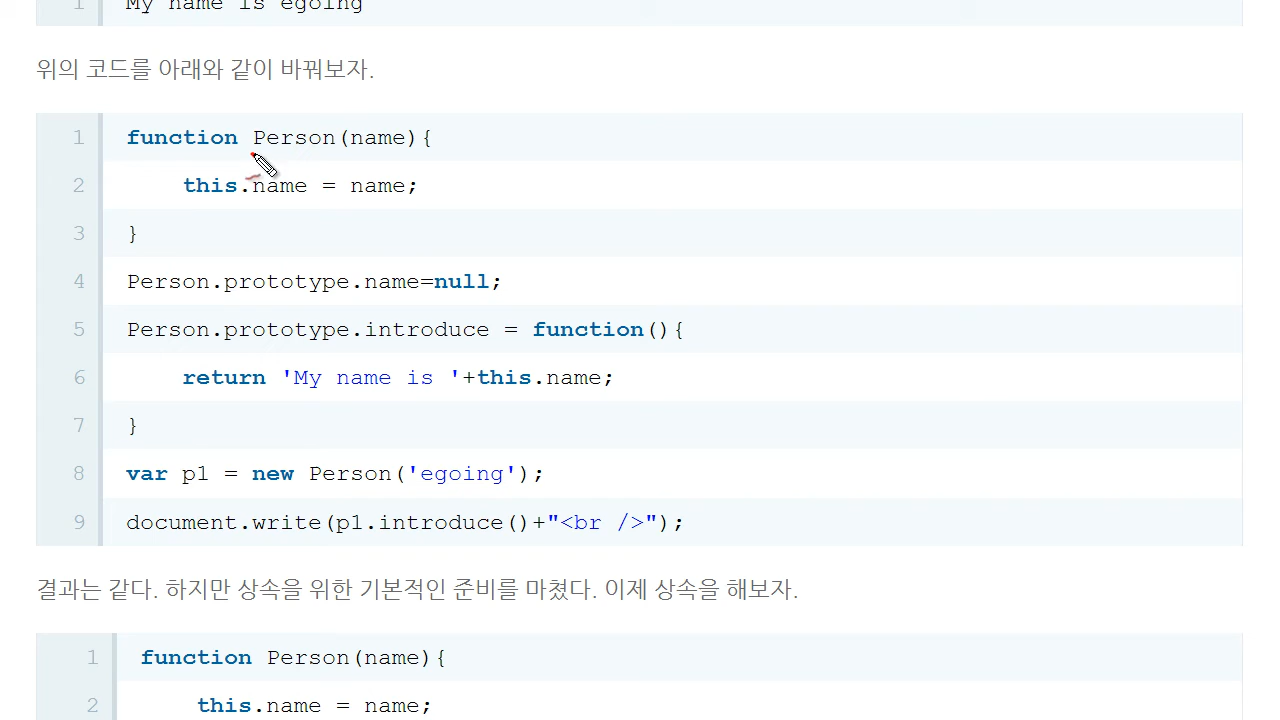 1 My name is egoing
위의 코드를 아래와 같이 바꿔보자.
1 function Person(name){
2 this.name = name;
3 }
4 Person.prototype.name=null;
5 Person.prototype.introduce = function(){
6 return 'My name is '+this.name;
7 }
8 var p1 = new Person('egoing');
9 document.write(p1.introduce()+"<br />");
결과는 같다. 하지만 상속을 위한 기본적인 준비를 마쳤다. 이제 상속을 해보자.
1 function Person(name){
2 this.name = name;